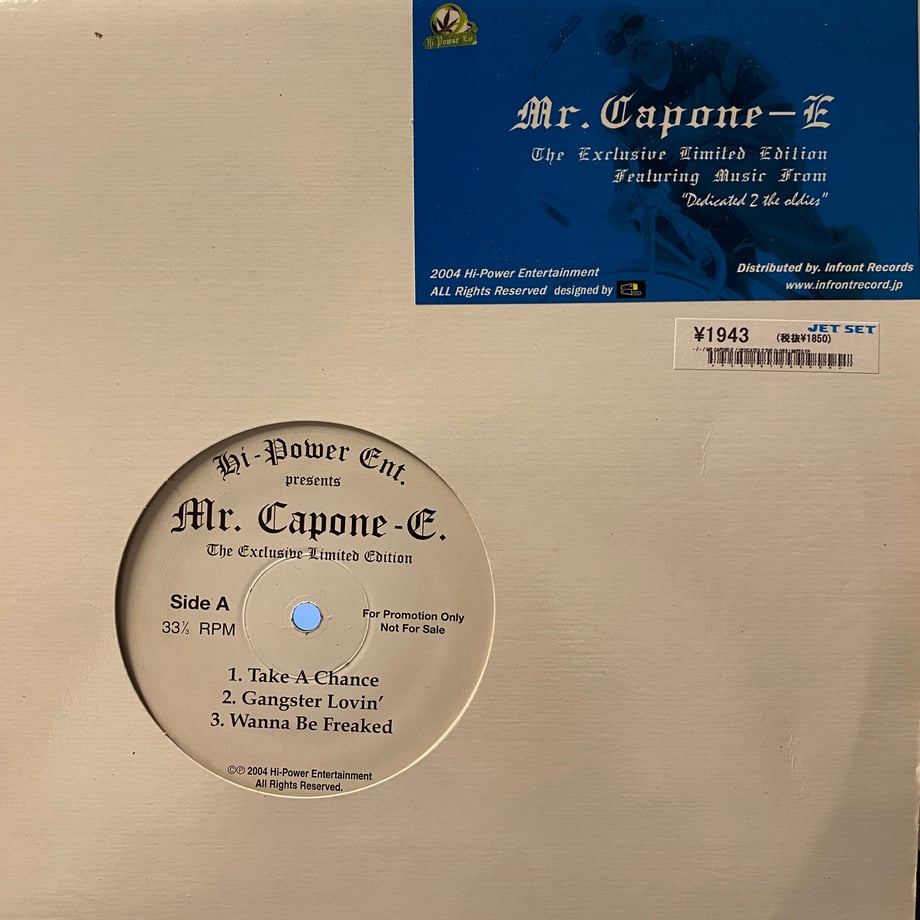 Hi-Power Ent.
Mr. Capone-E
The Exclusive Limited Edition
Featuring Music From
"Dedicated 2 the oldies"
2004 Hi-Power Entertainment
ALL Rights Reserved designed by
Distributed by. Infront Records
www.infrontrecord.jp
JET SET
¥1943 (税抜¥1850)
Hi-Power Ent.
presents
Mr. Capone-E.
The Exclusive Limited Edition
Side A
33⅓ RPM
For Promotion Only
Not For Sale
1. Take A Chance
2. Gangster Lovin'
3. Wanna Be Freaked
©℗ 2004 Hi-Power Entertainment
All Rights Reserved.